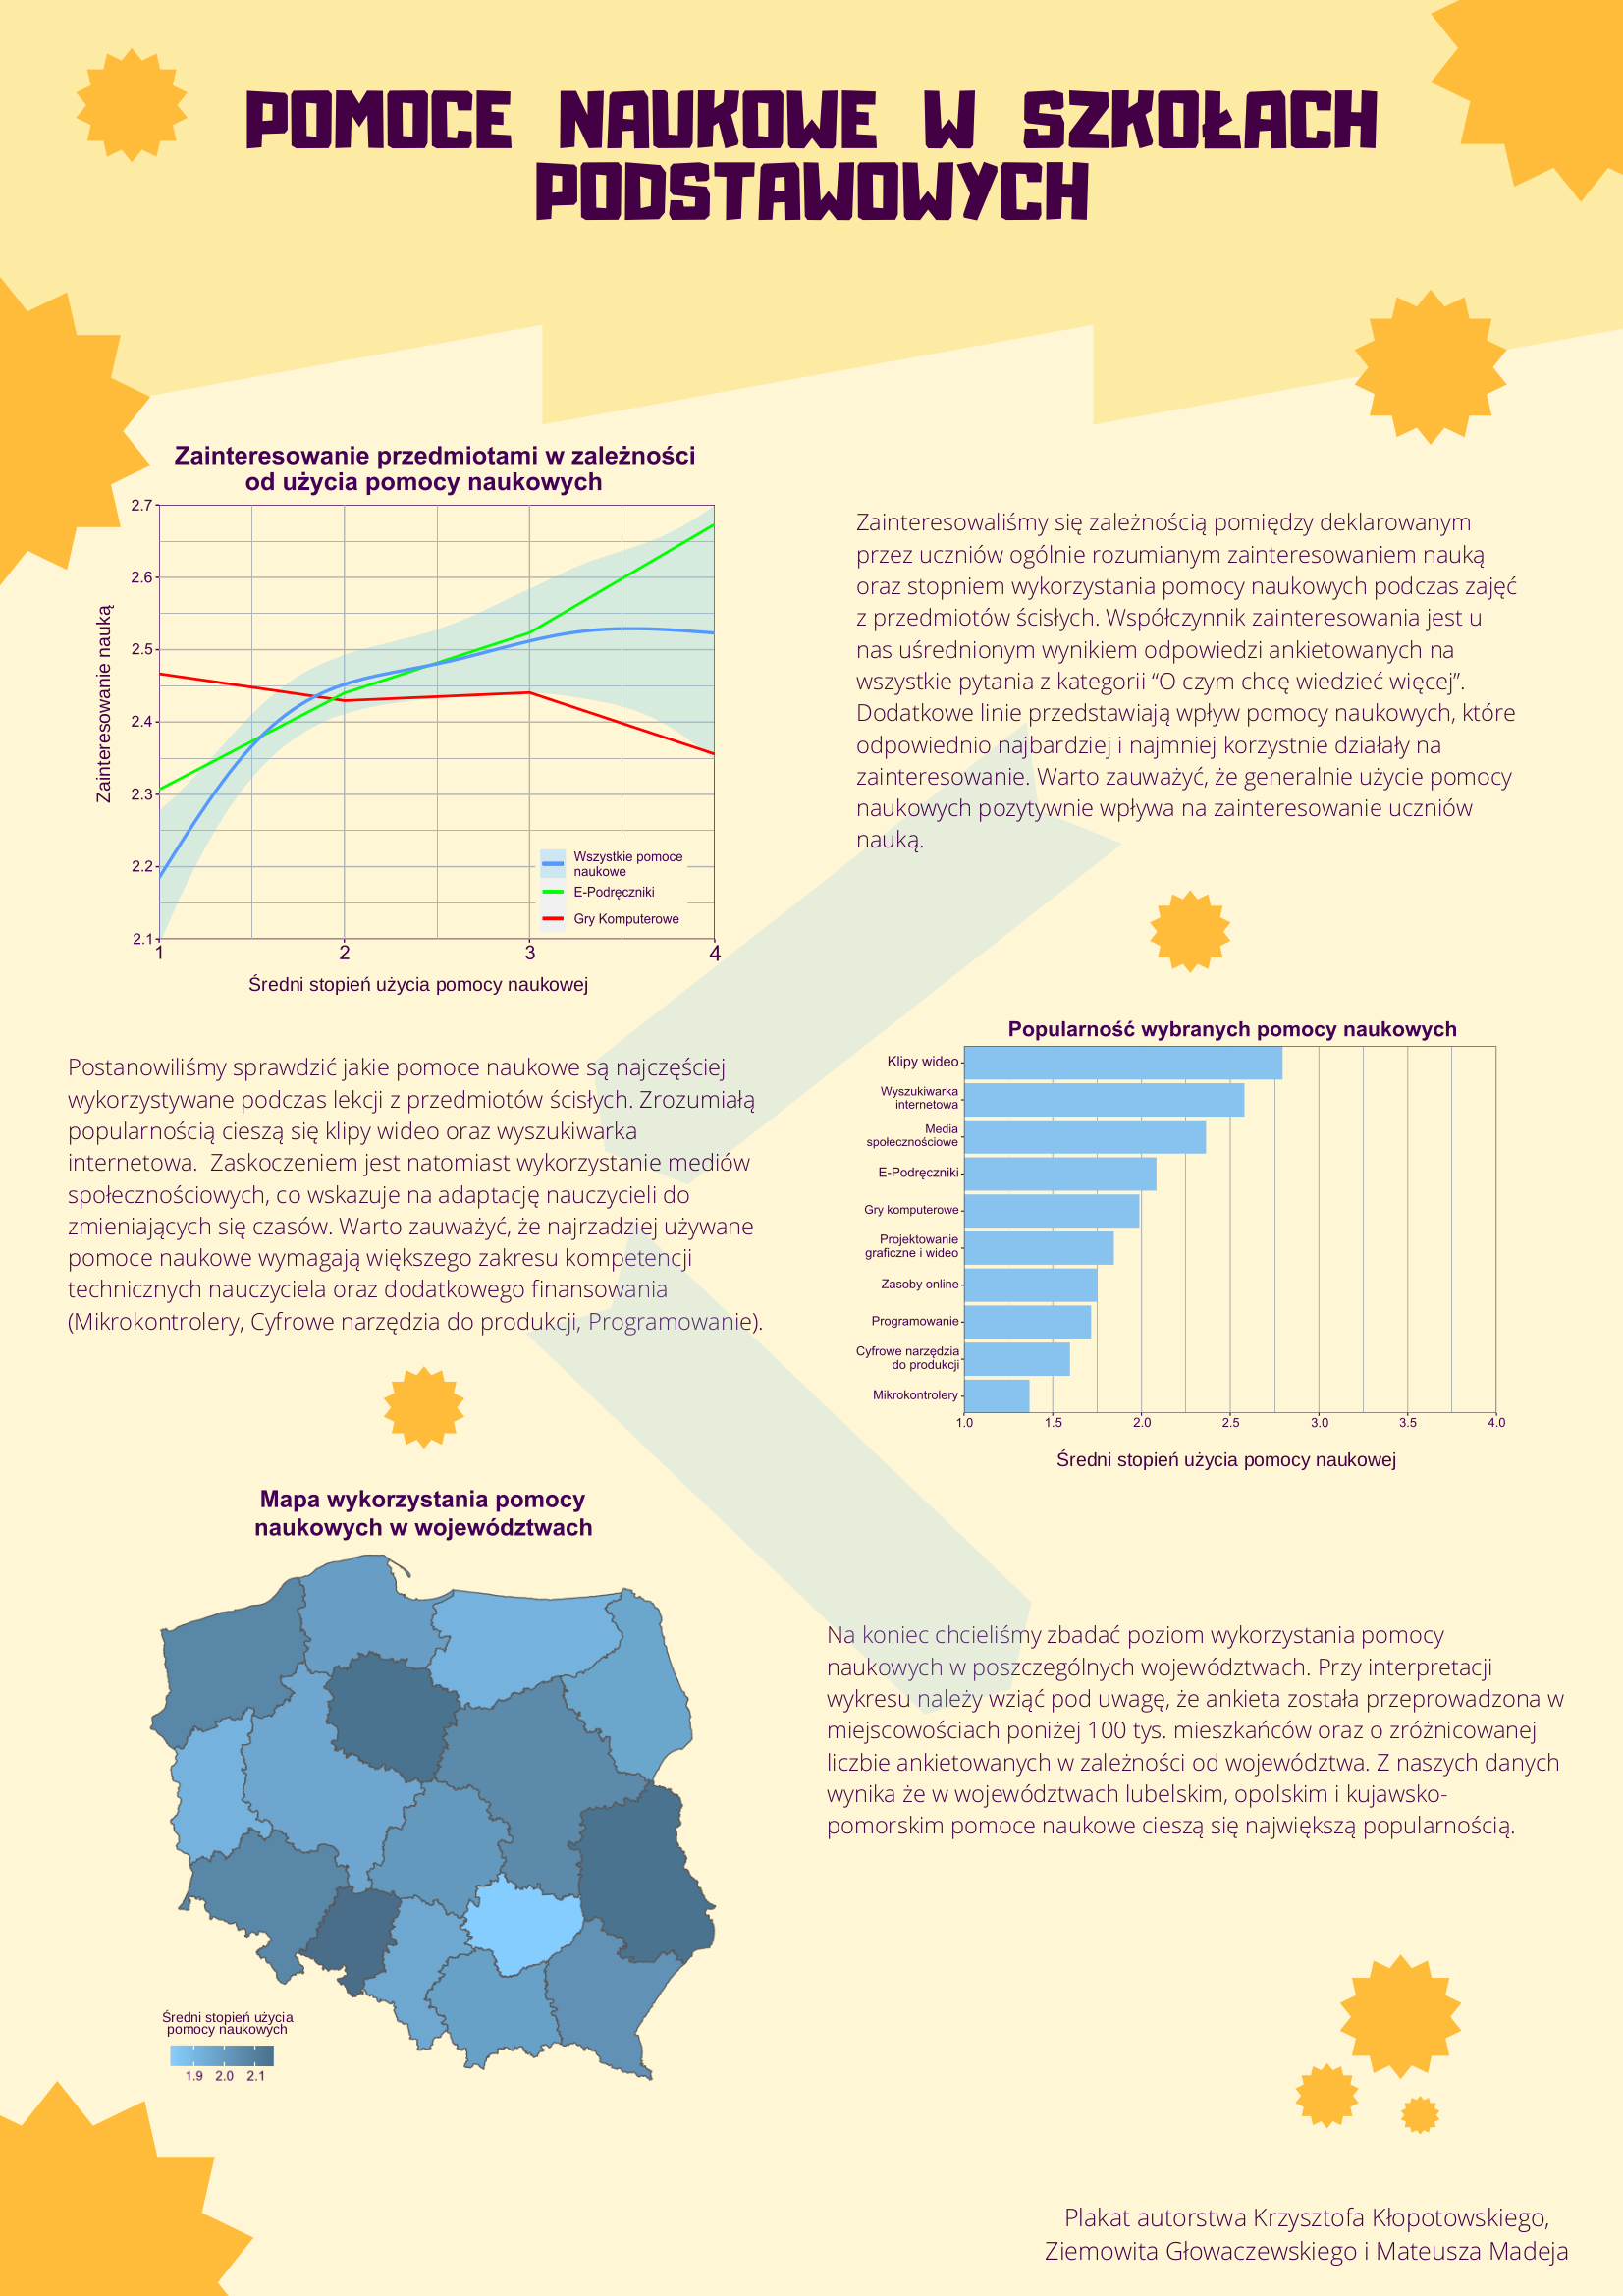 POMOCE NAUKOWE W SZKOŁACH
PODSTAWOWYCH
Zainteresowanie przedmiotami w zależności
od użycia pomocy naukowych
Zainteresowanie nauką
2.7
2.6
2.5
2.4
2.3
2.2
2.1
Wszystkie pomoce
naukowe
E-Podręczniki
Gry Komputerowe
1 2 3 4
Średni stopień użycia pomocy naukowej
Zainteresowaliśmy się zależnością pomiędzy deklarowanym
przez uczniów ogólnie rozumianym zainteresowaniem nauką
oraz stopniem wykorzystania pomocy naukowych podczas zajęć
z przedmiotów ścisłych. Współczynnik zainteresowania jest u
nas uśrednionym wynikiem odpowiedzi ankietowanych na
wszystkie pytania z kategorii “O czym chcę wiedzieć więcej”.
Dodatkowe linie przedstawiają wpływ pomocy naukowych, które
odpowiednio najbardziej i najmniej korzystnie działały na
zainteresowanie. Warto zauważyć, że generalnie użycie pomocy
naukowych pozytywnie wpływa na zainteresowanie uczniów
nauką.
Postanowiliśmy sprawdzić jakie pomoce naukowe są najczęściej
wykorzystywane podczas lekcji z przedmiotów ścisłych. Zrozumiałą
popularnością cieszą się klipy wideo oraz wyszukiwarka
internetowa.  Zaskoczeniem jest natomiast wykorzystanie mediów
społecznościowych, co wskazuje na adaptację nauczycieli do
zmieniających się czasów. Warto zauważyć, że najrzadziej używane
pomoce naukowe wymagają większego zakresu kompetencji
technicznych nauczyciela oraz dodatkowego finansowania
(Mikrokontrolery, Cyfrowe narzędzia do produkcji, Programowanie).
Popularność wybranych pomocy naukowych
Klipy wideo
Wyszukiwarka
internetowa
Media
społecznościowe
E-Podręczniki
Gry komputerowe
Projektowanie
graficzne i wideo
Zasoby online
Programowanie
Cyfrowe narzędzia
do produkcji
Mikrokontrolery
1.0 1.5 2.0 2.5 3.0 3.5 4.0
Średni stopień użycia pomocy naukowej
Mapa wykorzystania pomocy
naukowych w województwach
Średni stopień użycia
pomocy naukowych
1.9 2.0 2.1
Na koniec chcieliśmy zbadać poziom wykorzystania pomocy
naukowych w poszczególnych województwach. Przy interpretacji
wykresu należy wziąć pod uwagę, że ankieta została przeprowadzona w
miejscowościach poniżej 100 tys. mieszkańców oraz o zróżnicowanej
liczbie ankietowanych w zależności od województwa. Z naszych danych
wynika że w województwach lubelskim, opolskim i kujawsko-
pomorskim pomoce naukowe cieszą się największą popularnością.
Plakat autorstwa Krzysztofa Kłopotowskiego,
Ziemowita Głowaczewskiego i Mateusza Madeja